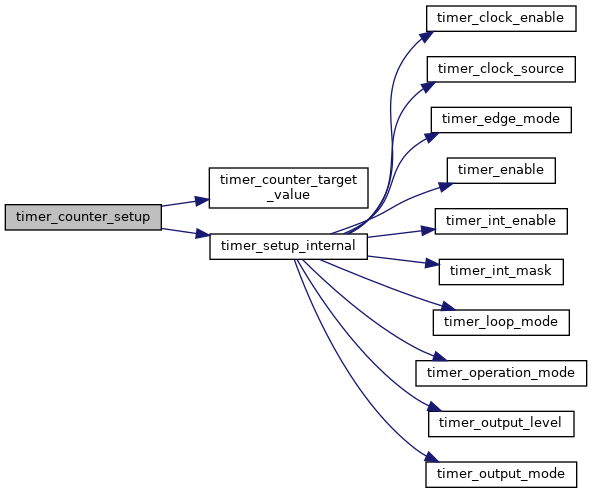 timer_counter_setup
timer_counter_target
_value
timer_setup_internal
timer_clock_enable
timer_clock_source
timer_edge_mode
timer_enable
timer_int_enable
timer_int_mask
timer_loop_mode
timer_operation_mode
timer_output_level
timer_output_mode